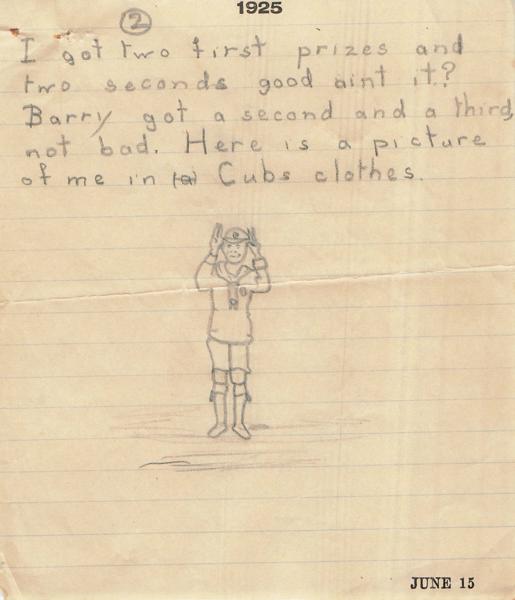 1925
2
I got two first prizes and
two seconds good aint it?
Barry got a second and a third
not bad. Here is a picture
of me in (a) Cubs clothes.
JUNE 15